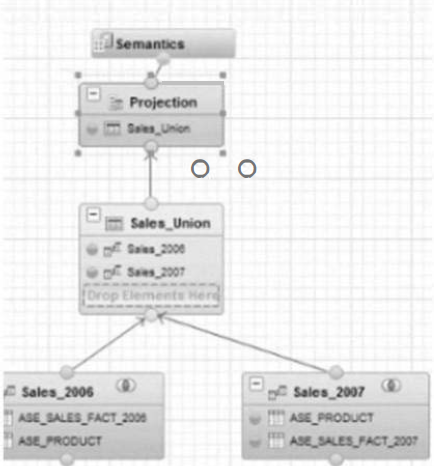 Semantics
Projection
Sales_Union
Sales_Union
Sales_2006
Sales_2007
Drop Elements Here
Sales_2006
ASE_SALES_FACT_2006
ASE_PRODUCT
Sales_2007
ASE_PRODUCT
ASE_SALES_FACT_2007